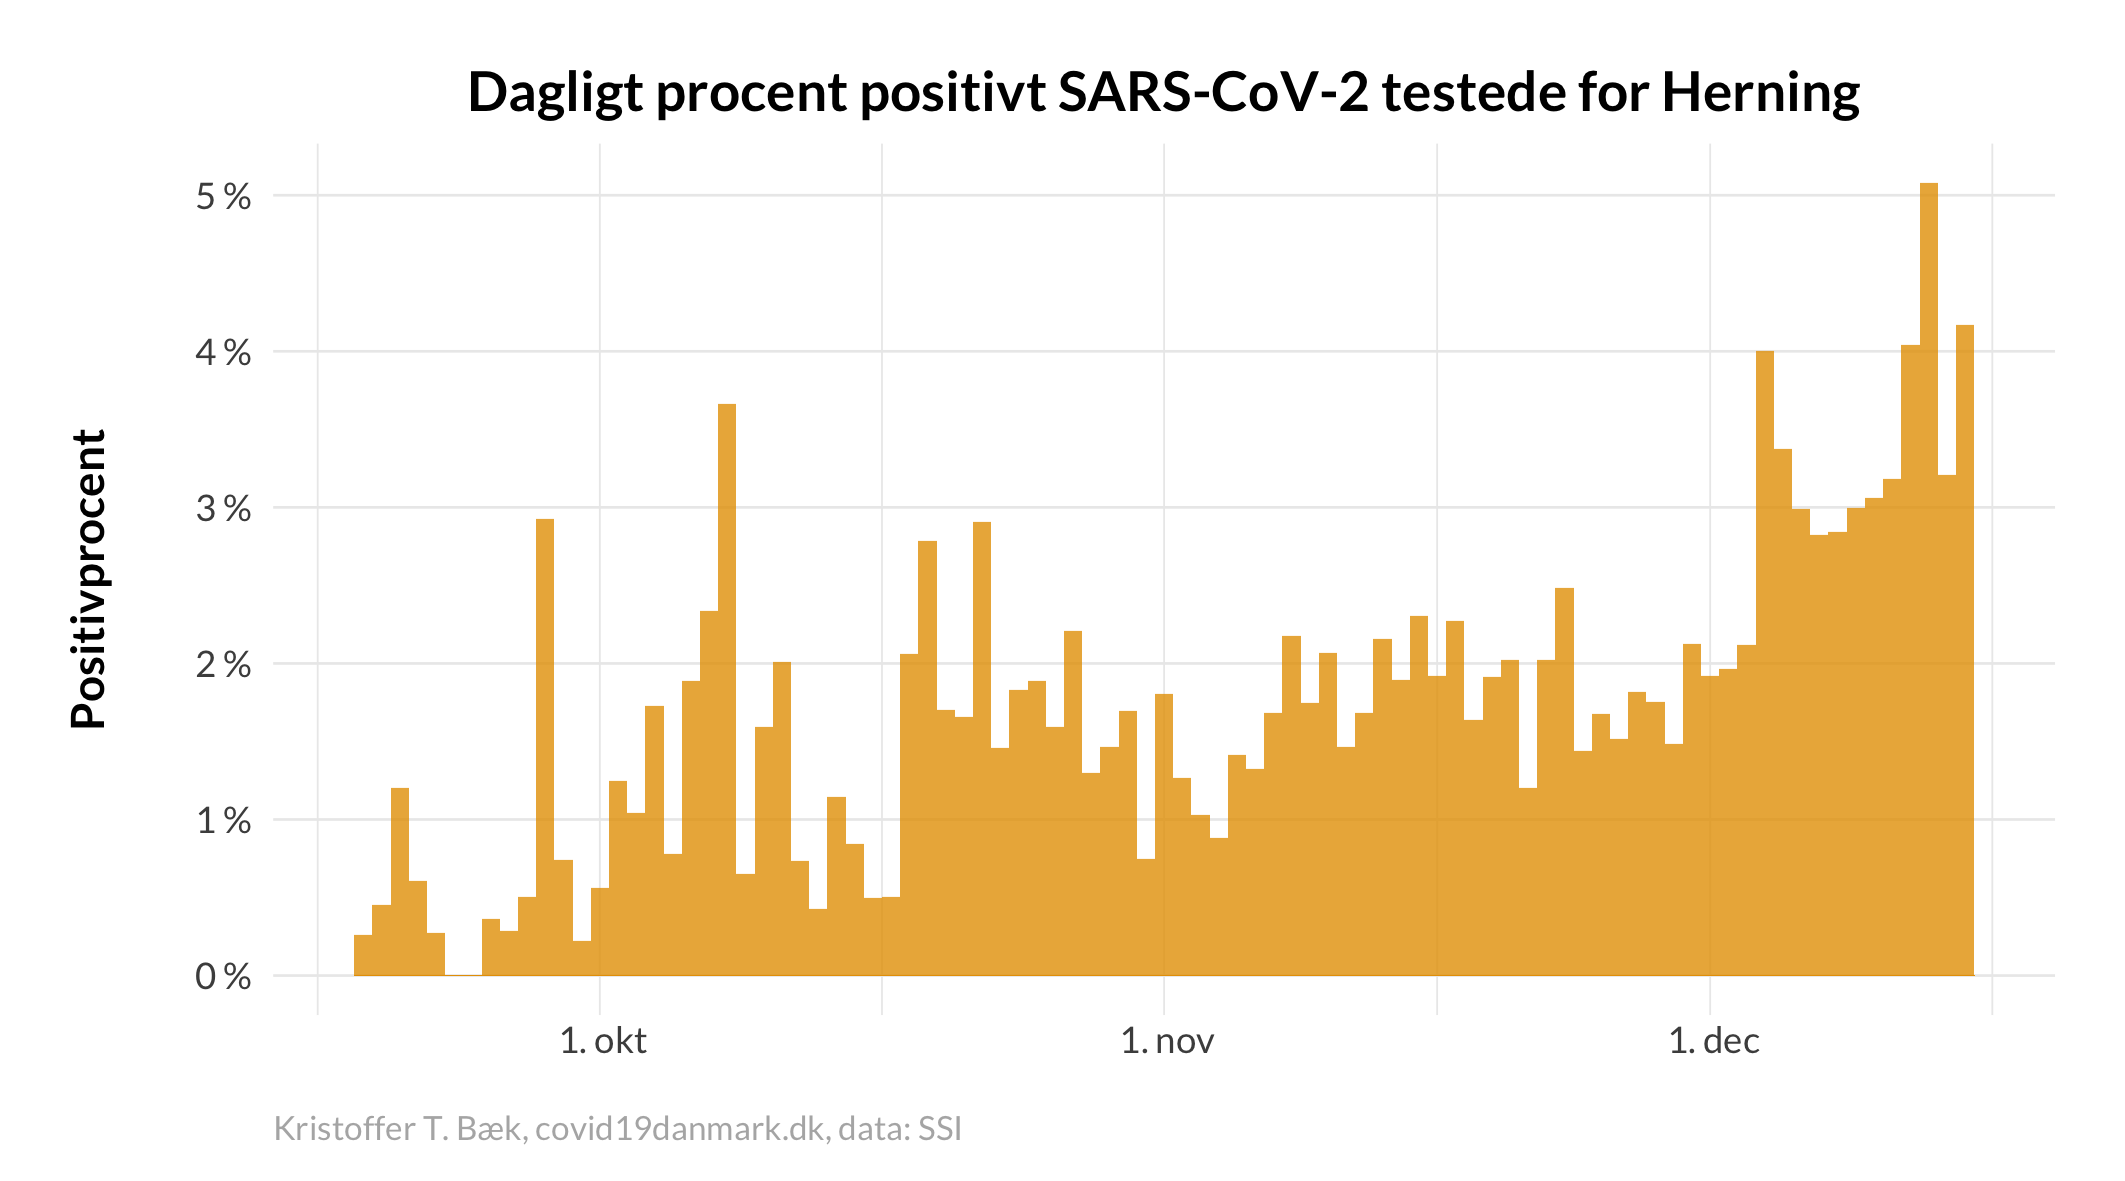 Dagligt procent positivt SARS-CoV-2 testede for Herning
Positivprocent
5 %
4 %
3 %
2 %
1 %
0 %
1. okt
1. nov
1. dec
Kristoffer T. Bæk, covid19danmark.dk, data: SSI